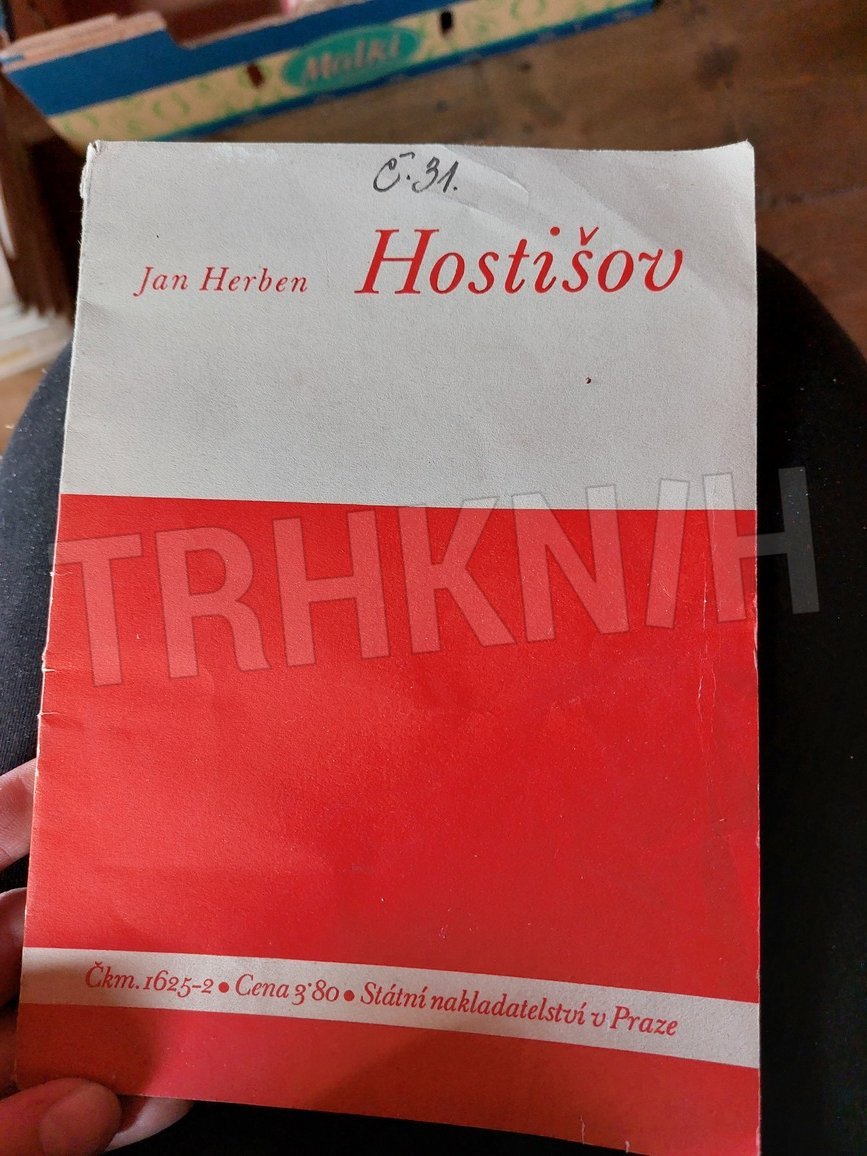 Malki
č. 31.
Jan Herben Hostišov
TRHKNIH
Čkm. 1625-2 • Cena 3·80 • Státní nakladatelství v Praze